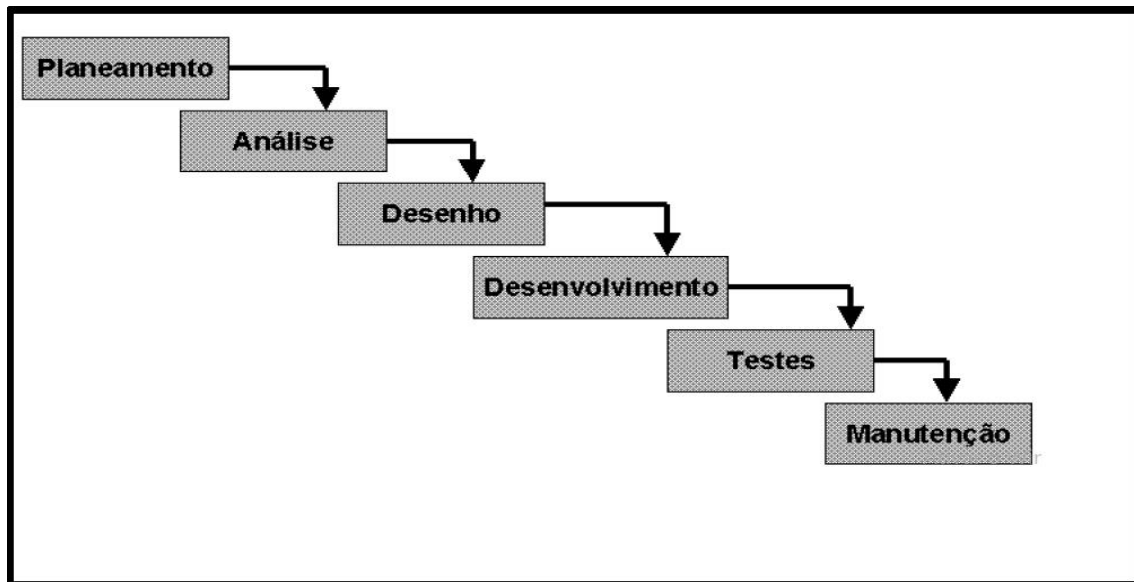 Planeamento
Análise
Desenho
Desenvolvimento
Testes
Manutenção